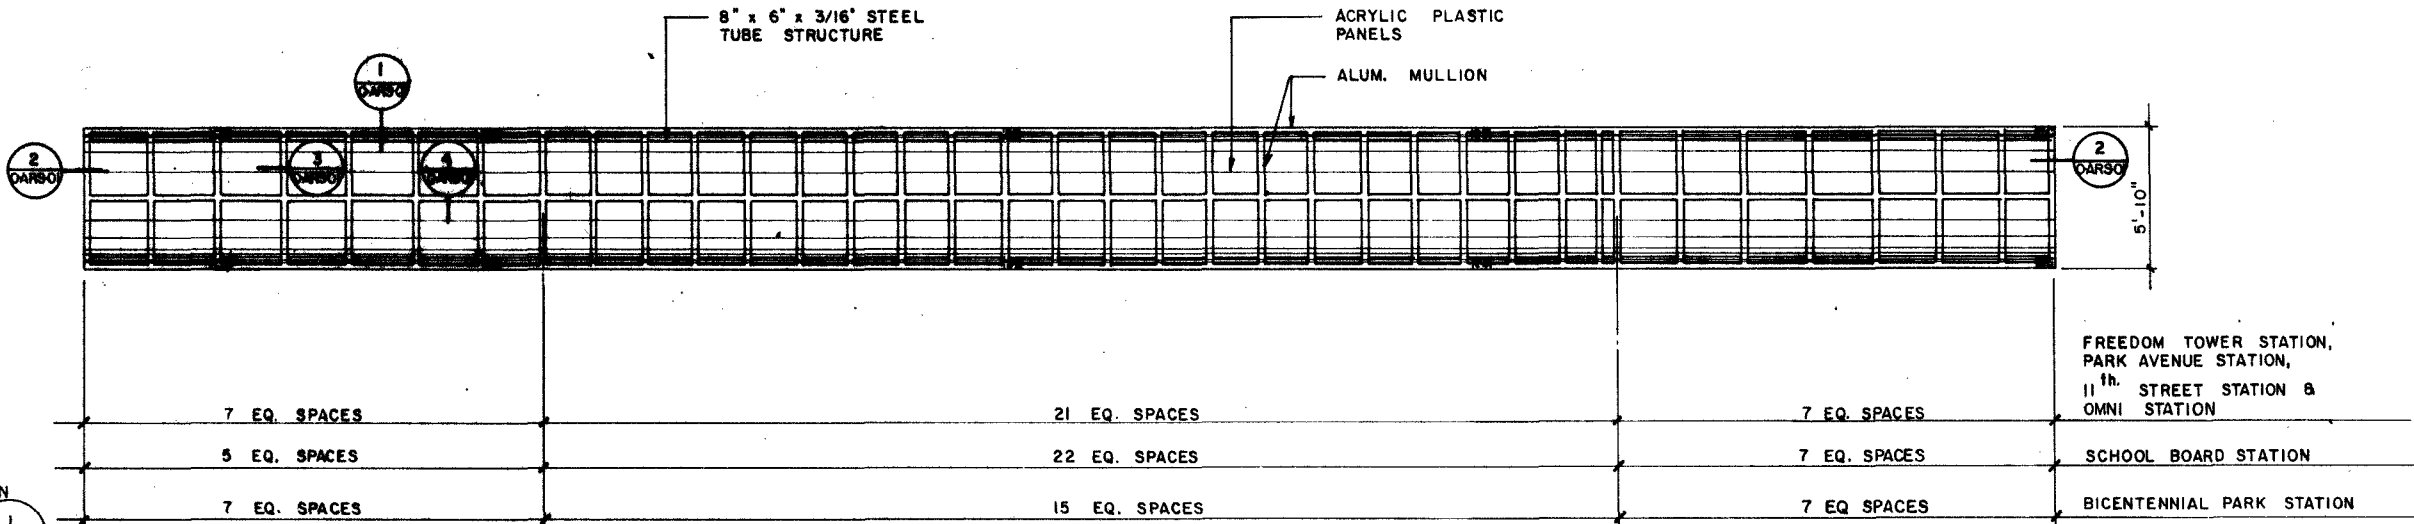 8" x 6" x 3/16" STEEL
TUBE STRUCTURE
ACRYLIC PLASTIC
PANELS
ALUM. MULLION
1
2
3
4
2
5'-10"
FREEDOM TOWER STATION,
PARK AVENUE STATION,
11th. STREET STATION &
OMNI STATION
7 EQ. SPACES
21 EQ. SPACES
7 EQ. SPACES
5 EQ. SPACES
22 EQ. SPACES
7 EQ. SPACES
SCHOOL BOARD STATION
N
7 EQ. SPACES
15 EQ. SPACES
7 EQ SPACES
BICENTENNIAL PARK STATION
1